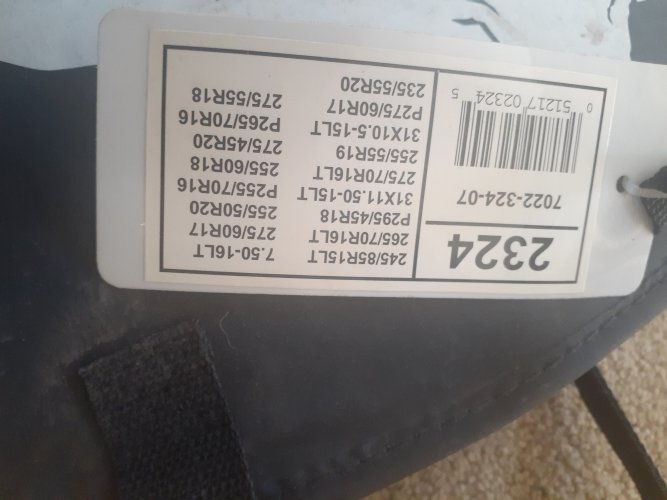 2324
7022-324-07
0 51217 02324 5
245/85R15LT
265/70R16LT
P295/45R18
31X11.50-15LT
275/70R16LT
255/55R19
31X10.5-15LT
P275/60R17
235/55R20
7.50-16LT
275/60R17
255/50R20
P255/70R16
255/60R18
275/45R20
P265/70R16
275/55R18